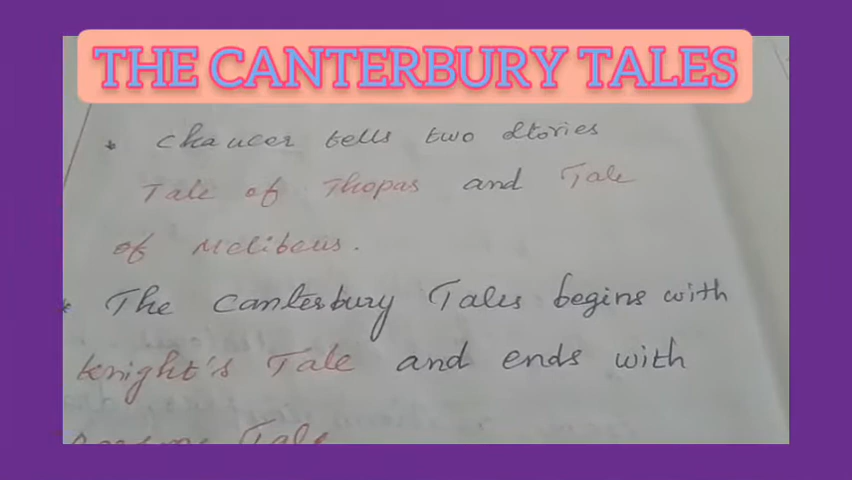 THE CANTERBURY TALES
* Chaucer tells two stories
Tale of Thopas and Tale
of Melibeus.
* The Canterbury Tales begins with
knight's Tale and ends with
Tale